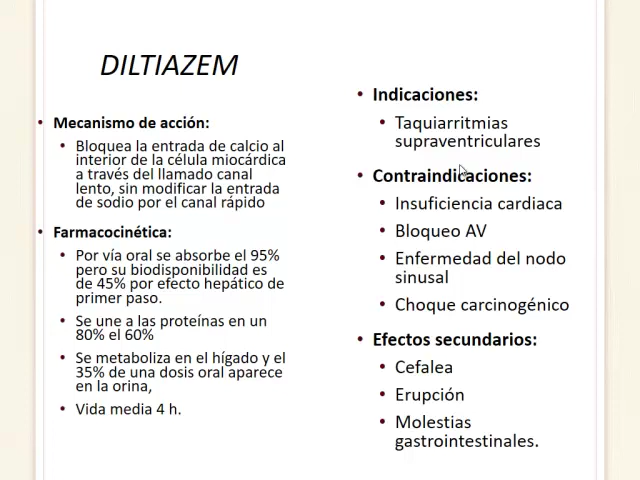 DILTIAZEM
• Mecanismo de acción:
• Bloquea la entrada de calcio al
interior de la célula miocárdica
a través del llamado canal
lento, sin modificar la entrada
de sodio por el canal rápido
• Farmacocinética:
• Por vía oral se absorbe el 95%
pero su biodisponibilidad es
de 45% por efecto hepático de
primer paso.
• Se une a las proteínas en un
80% el 60%
• Se metaboliza en el hígado y el
35% de una dosis oral aparece
en la orina,
• Vida media 4 h.
• Indicaciones:
• Taquiarritmias
supraventriculares
• Contraindicaciones:
• Insuficiencia cardiaca
• Bloqueo AV
• Enfermedad del nodo
sinusal
• Choque carcinogénico
• Efectos secundarios:
• Cefalea
• Erupción
• Molestias
gastrointestinales.